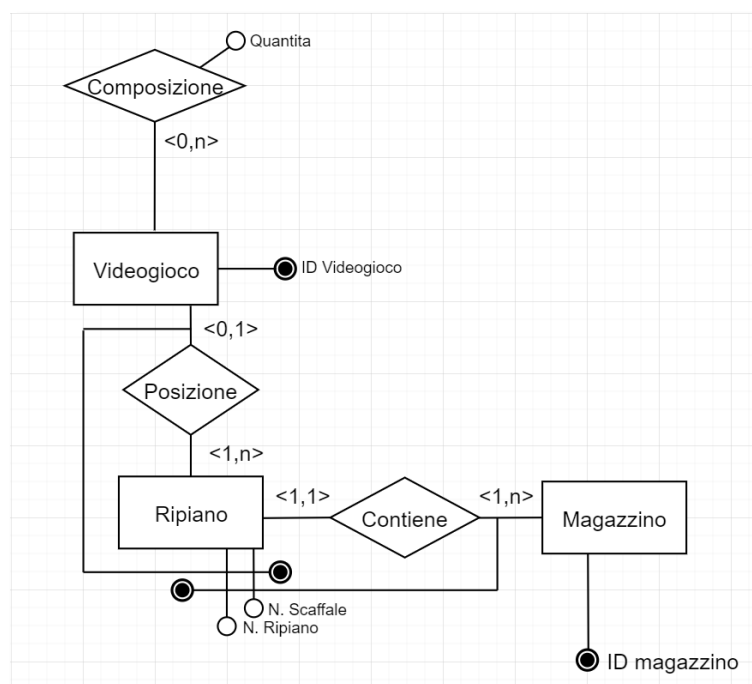 Quantita
Composizione
<0,n>
Videogioco
ID Videogioco
<0,1>
Posizione
<1,n>
Ripiano
<1,1>
Contiene
<1,n>
Magazzino
N. Scaffale
N. Ripiano
ID magazzino